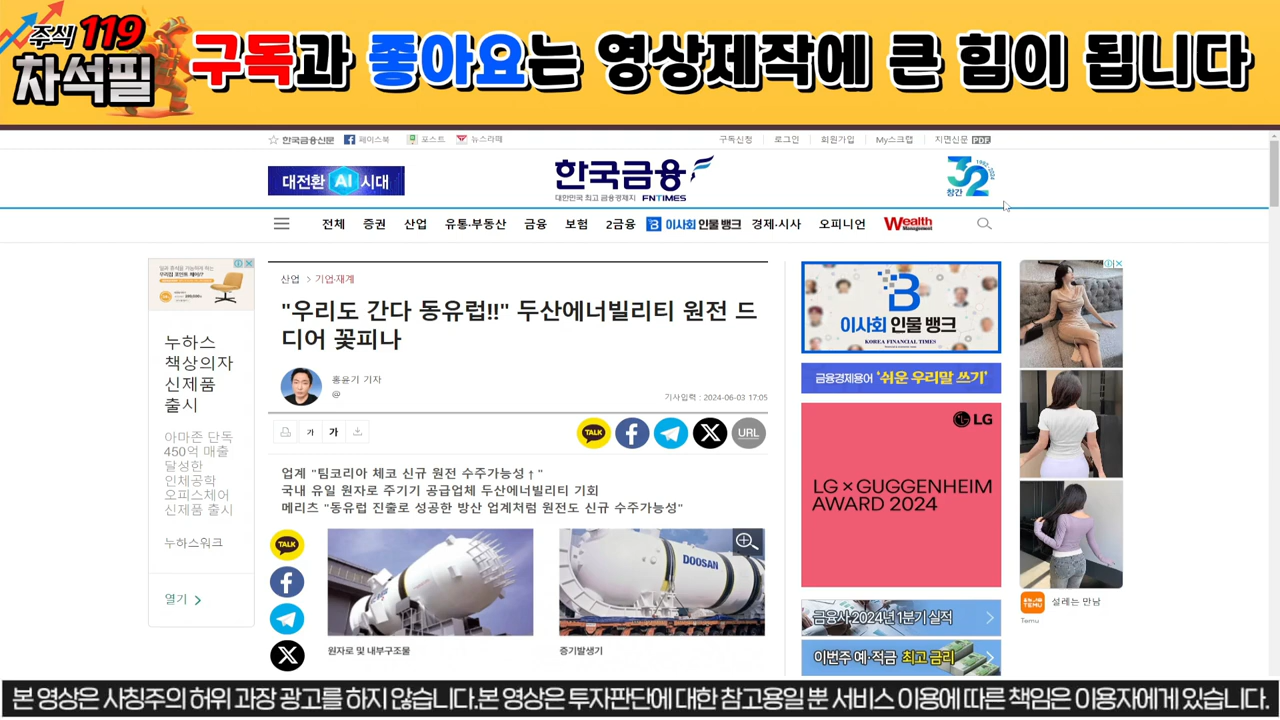 주식 119
차석필
구독과 좋아요는 영상제작에 큰 힘이 됩니다
한국금융신문 페이스북 포스트 뉴스라떼 구독신청 로그인 회원가입 My스크랩 지면신문 PDF
대전환 AI 시대
한국금융
대한민국 최고 금융경제지 FNTIMES
32
창간
전체 증권 산업 유통·부동산 금융 보험 2금융 이사회 인물 뱅크 경제·시사 오피니언 Wealth
Management
산업 > 기업·재계
"우리도 간다 동유럽!!" 두산에너빌리티 원전 드
디어 꽃피나
홍윤기 기자
@
기사입력 : 2024-06-03 17:05
가 가
TALK URL
업계 "팀코리아 체코 신규 원전 수주가능성↑"
국내 유일 원자로 주기기 공급업체 두산에너빌리티 기회
메리츠 "동유럽 진출로 성공한 방산 업계처럼 원전도 신규 수주가능성"
TALK
DOOSAN
원자로 및 내부구조물
증기발생기
누하스
책상의자
신제품
출시
아마존 단독
450억 매출
달성한
인체공학
오피스체어
신제품 출시
누하스워크
열기 >
B
이사회 인물 뱅크
KOREA FINANCIAL TIMES
금융경제용어 '쉬운 우리말 쓰기'
LG
LG × GUGGENHEIM
AWARD 2024
금융사 2024년 1분기 실적
이번주 예·적금 최고 금리
TEMU
설레는 만남
Temu
본 영상은 사칭주의 허위 과장 광고를 하지 않습니다.본 영상은 투자판단에 대한 참고용일 뿐 서비스 이용에 따른 책임은 이용자에게 있습니다.